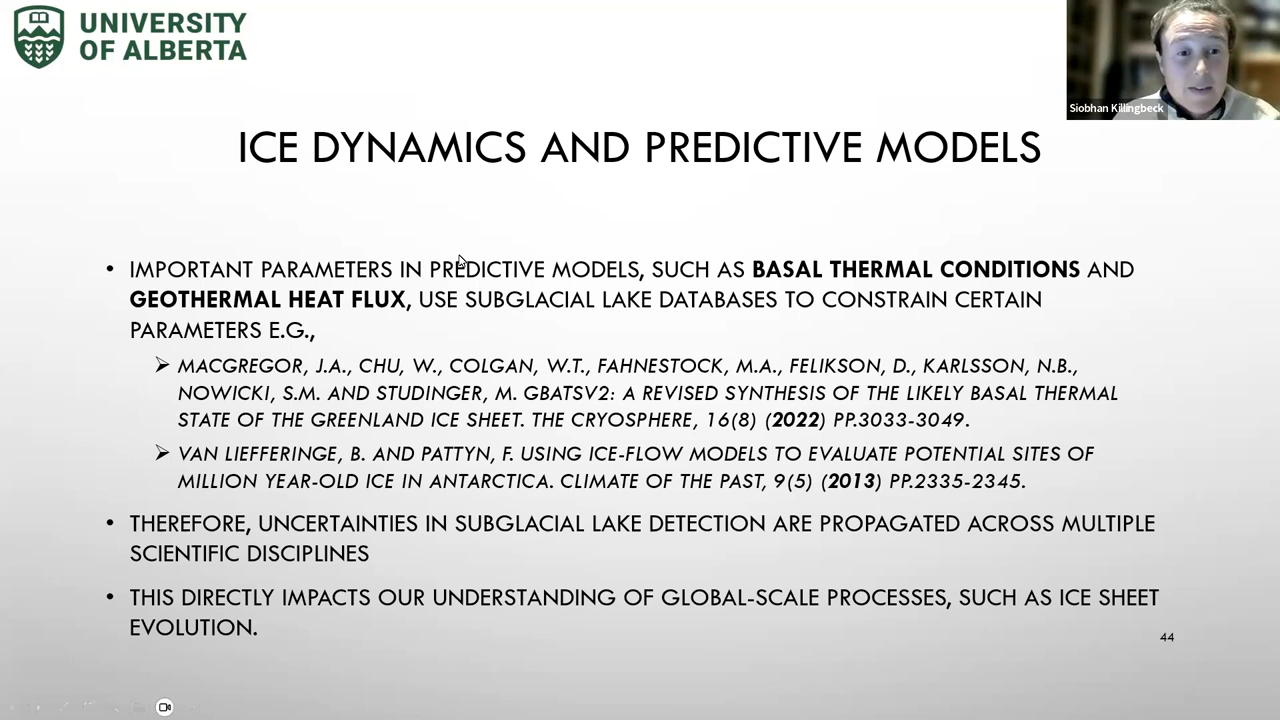 UNIVERSITY
OF ALBERTA
Siobhan Killingbeck
ICE DYNAMICS AND PREDICTIVE MODELS
• IMPORTANT PARAMETERS IN PREDICTIVE MODELS, SUCH AS BASAL THERMAL CONDITIONS AND
GEOTHERMAL HEAT FLUX, USE SUBGLACIAL LAKE DATABASES TO CONSTRAIN CERTAIN
PARAMETERS E.G.,
➢ MACGREGOR, J.A., CHU, W., COLGAN, W.T., FAHNESTOCK, M.A., FELIKSON, D., KARLSSON, N.B.,
NOWICKI, S.M. AND STUDINGER, M. GBATSV2: A REVISED SYNTHESIS OF THE LIKELY BASAL THERMAL
STATE OF THE GREENLAND ICE SHEET. THE CRYOSPHERE, 16(8) (2022) PP.3033-3049.
➢ VAN LIEFFERINGE, B. AND PATTYN, F. USING ICE-FLOW MODELS TO EVALUATE POTENTIAL SITES OF
MILLION YEAR-OLD ICE IN ANTARCTICA. CLIMATE OF THE PAST, 9(5) (2013) PP.2335-2345.
• THEREFORE, UNCERTAINTIES IN SUBGLACIAL LAKE DETECTION ARE PROPAGATED ACROSS MULTIPLE
SCIENTIFIC DISCIPLINES
• THIS DIRECTLY IMPACTS OUR UNDERSTANDING OF GLOBAL-SCALE PROCESSES, SUCH AS ICE SHEET
EVOLUTION.
44